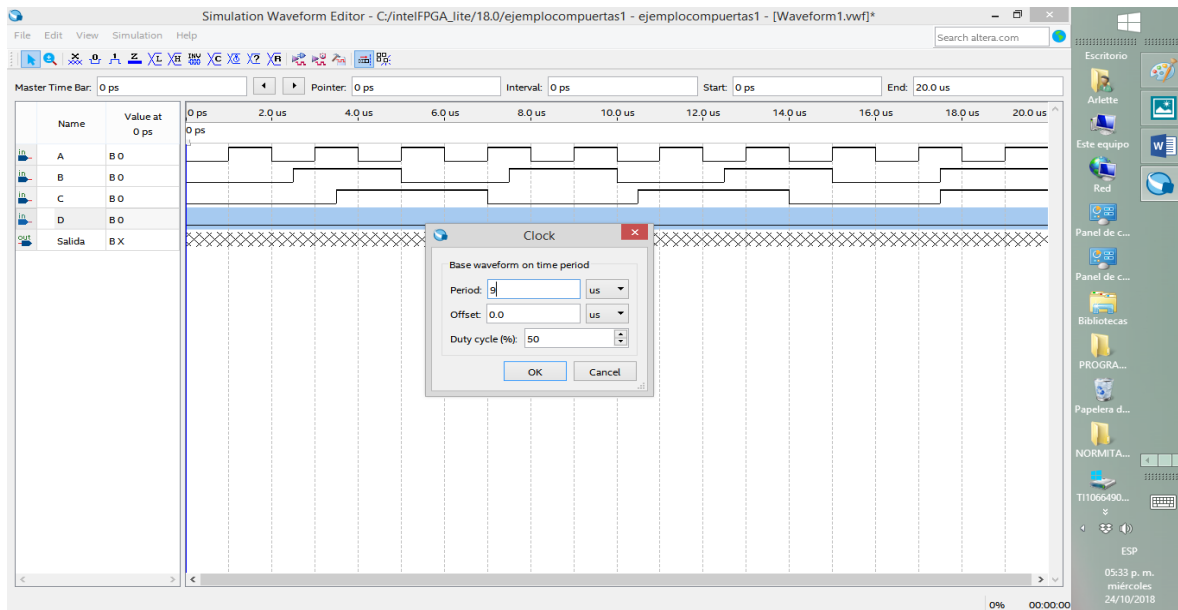 Simulation Waveform Editor - C:/intelFPGA_lite/18.0/ejemplocompuertas1 - ejemplocompuertas1 - [Waveform1.vwf]*
File Edit View Simulation Help
Search altera.com
Master Time Bar: 0 ps
Pointer: 0 ps
Interval: 0 ps
Start: 0 ps
End: 20.0 us
Name
Value at
0 ps
0 ps 2.0 us 4.0 us 6.0 us 8.0 us 10.0 us 12.0 us 14.0 us 16.0 us 18.0 us 20.0 us
0 ps
in A B 0
in B B 0
in C B 0
in D B 0
out Salida B X
Clock
Base waveform on time period
Period: 9 us
Offset: 0.0 us
Duty cycle (%): 50
OK Cancel
0% 00:00:00
Escritorio
Arlette
Este equipo
Red
Panel de c...
Panel de c...
Bibliotecas
PROGRA...
Papelera d...
NORMITA...
TI1066490...
ESP
05:33 p. m.
miércoles
24/10/2018